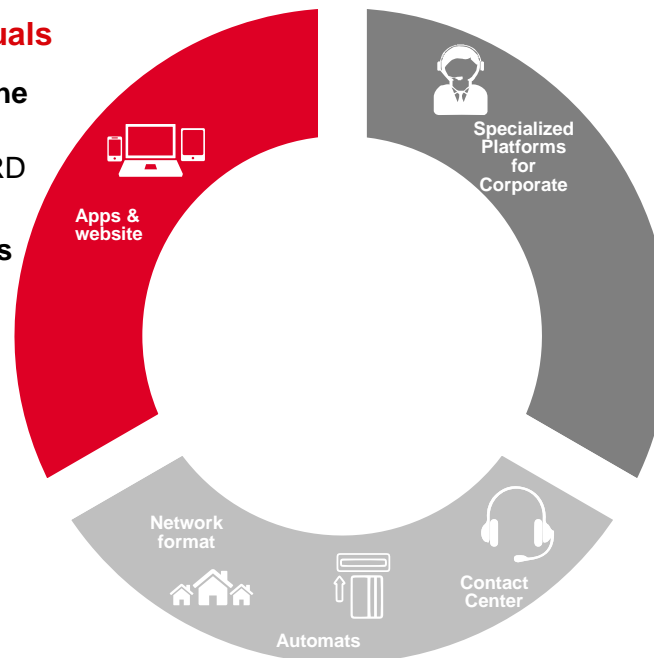 uals
ne
RD
s
Apps &
website
Specialized
Platforms
for
Corporate
Network
format
Automats
Contact
Center